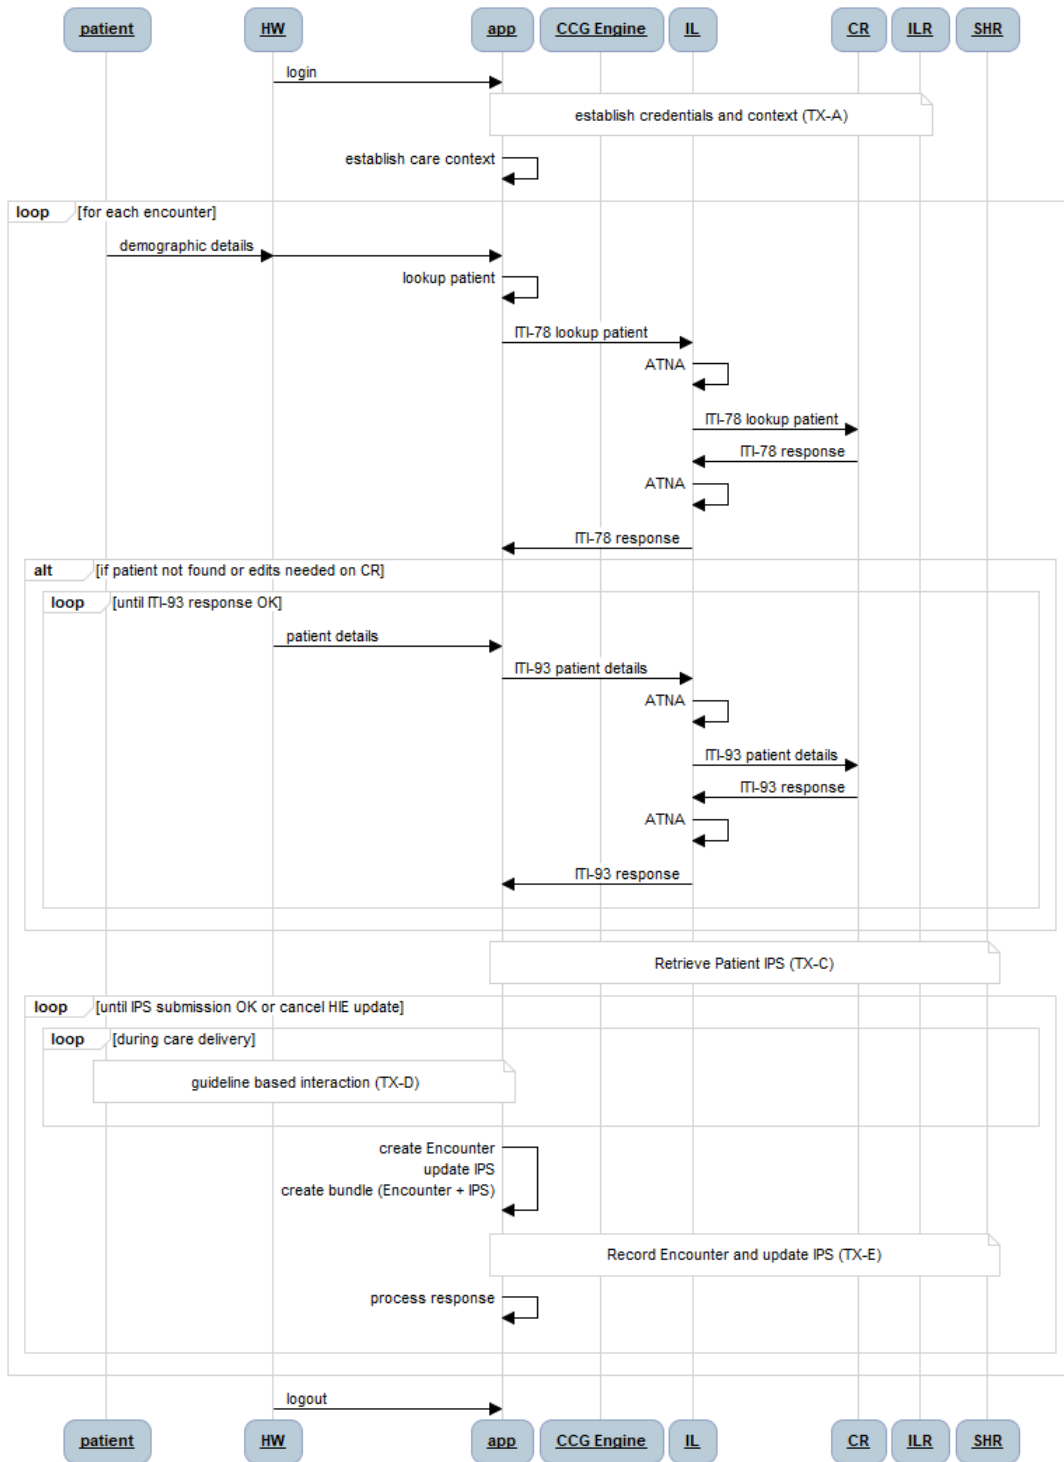 patient HW app CCG Engine IL CR ILR SHR
login
establish credentials and context (TX-A)
establish care context
loop [for each encounter]
demographic details
lookup patient
ITI-78 lookup patient
ATNA
ITI-78 lookup patient
ITI-78 response
ATNA
ITI-78 response
alt [if patient not found or edits needed on CR]
loop [until ITI-93 response OK]
patient details
ITI-93 patient details
ATNA
ITI-93 patient details
ITI-93 response
ATNA
ITI-93 response
Retrieve Patient IPS (TX-C)
loop [until IPS submission OK or cancel HIE update]
loop [during care delivery]
guideline based interaction (TX-D)
create Encounter
update IPS
create bundle (Encounter + IPS)
Record Encounter and update IPS (TX-E)
process response
logout
patient HW app CCG Engine IL CR ILR SHR